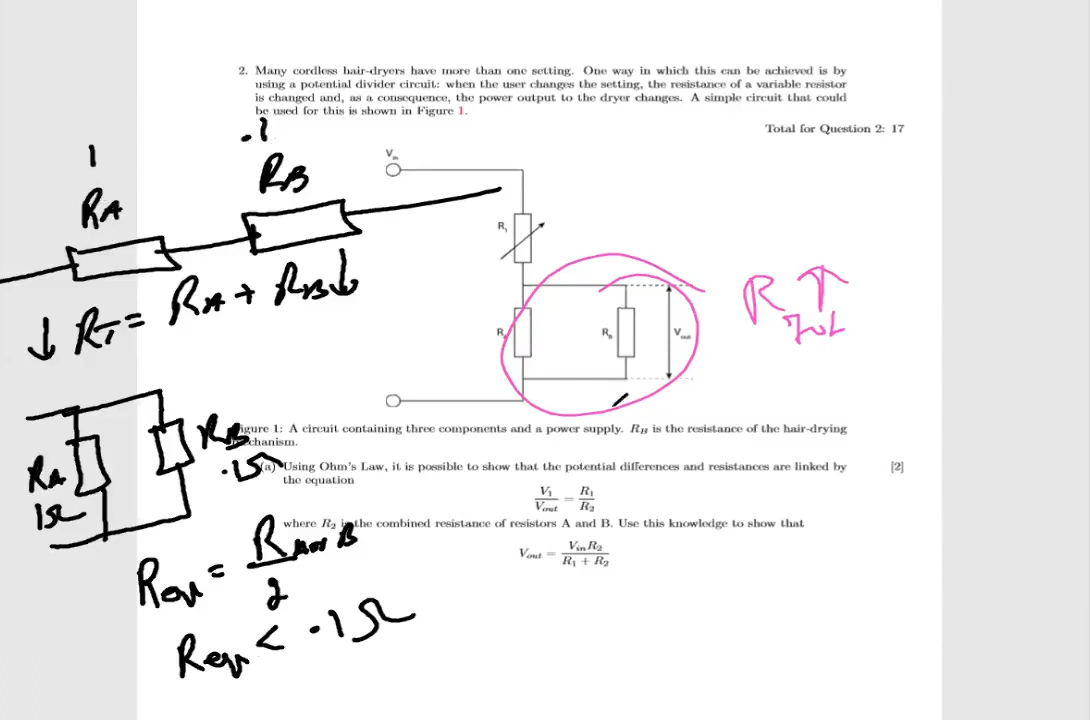 2. Many cordless hair-dryers have more than one setting. One way in which this can be achieved is by
using a potential divider circuit: when the user changes the setting, the resistance of a variable resistor
is changed and, as a consequence, the power output to the dryer changes. A simple circuit that could
be used for this is shown in Figure 1.
Total for Question 2: 17
1
RA
.1
RB
↓ RT = RA + RB↓
Vin
R1
RB
Vout
R ↑
RA
1Ω
RB
.1Ω
igure 1: A circuit containing three components and a power supply. RH is the resistance of the hair-drying
chanism.
(a) Using Ohm's Law, it is possible to show that the potential differences and resistances are linked by
the equation
[2]
V1/Vout = R1/R2
where R2 is the combined resistance of resistors A and B. Use this knowledge to show that
Vout = VinR2/R1 + R2
R = R A or B / 2
R < .1Ω